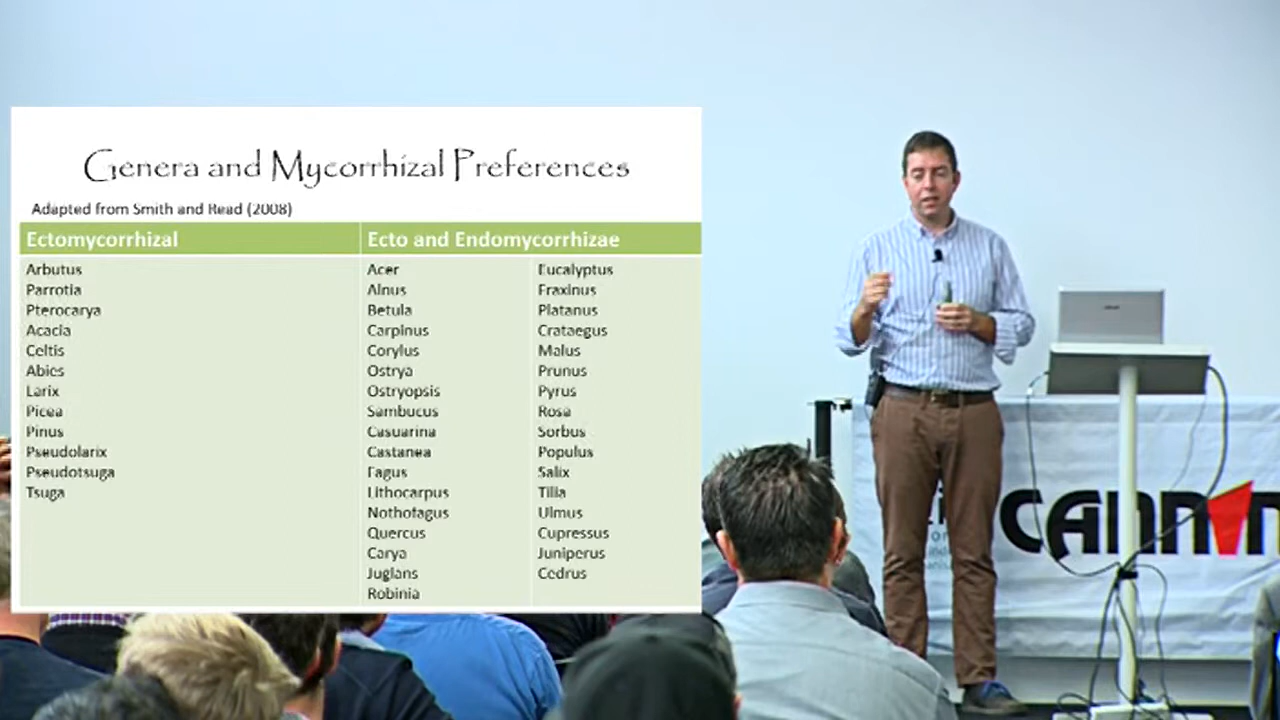 Genera and Mycorrhizal Preferences
Adapted from Smith and Read (2008)
Ectomycorrhizal
Arbutus
Parrotia
Pterocarya
Acacia
Celtis
Abies
Larix
Picea
Pinus
Pseudolarix
Pseudotsuga
Tsuga
Ecto and Endomycorrhizae
Acer
Alnus
Betula
Carpinus
Corylus
Ostrya
Ostryopsis
Sambucus
Casuarina
Castanea
Fagus
Lithocarpus
Nothofagus
Quercus
Carya
Juglans
Robinia
Eucalyptus
Fraxinus
Platanus
Crataegus
Malus
Prunus
Pyrus
Rosa
Sorbus
Populus
Salix
Tilia
Ulmus
Cupressus
Juniperus
Cedrus